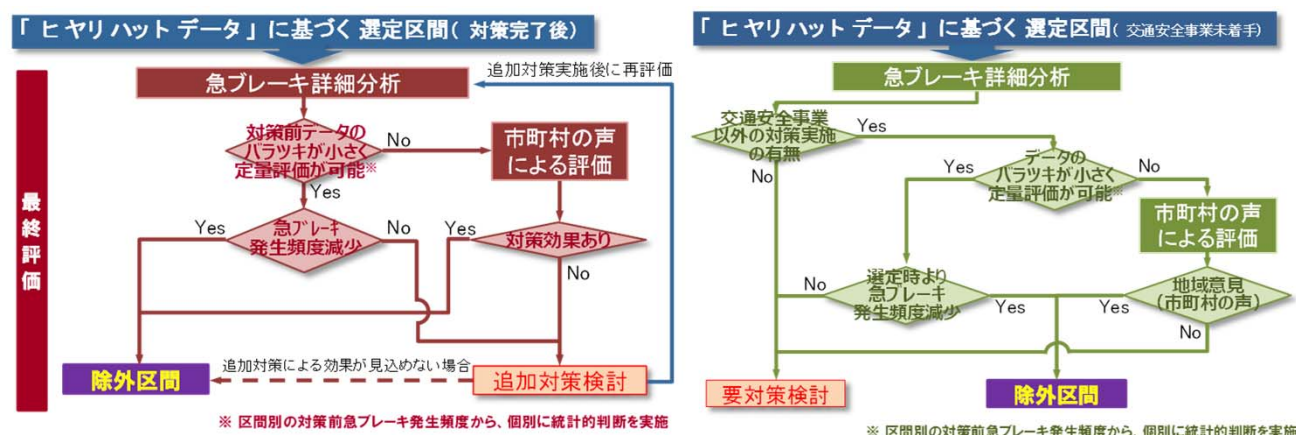 「ヒヤリハットデータ」に基づく選定区間(対策完了後)
最終評価
急ブレーキ詳細分析
追加対策実施後に再評価
対策前データの
バラツキが小さく
定量評価が可能※
No
Yes
市町村の声
による評価
急ブレーキ
発生頻度減少
Yes
No
対策効果あり
Yes
No
除外区間
追加対策による効果が見込めない場合
追加対策検討
※ 区間別の対策前急ブレーキ発生頻度から、個別に統計的判断を実施
「ヒヤリハットデータ」に基づく選定区間(交通安全事業未着手)
急ブレーキ詳細分析
交通安全事業
以外の対策実施
の有無
Yes
No
データの
バラツキが小さく
定量評価が可能※
Yes
No
市町村の声
による評価
選定時より
急ブレーキ
発生頻度減少
No
Yes
地域意見
(市町村の声)
Yes
No
要対策検討
除外区間
※ 区間別の対策前急ブレーキ発生頻度から、個別に統計的判断を実施